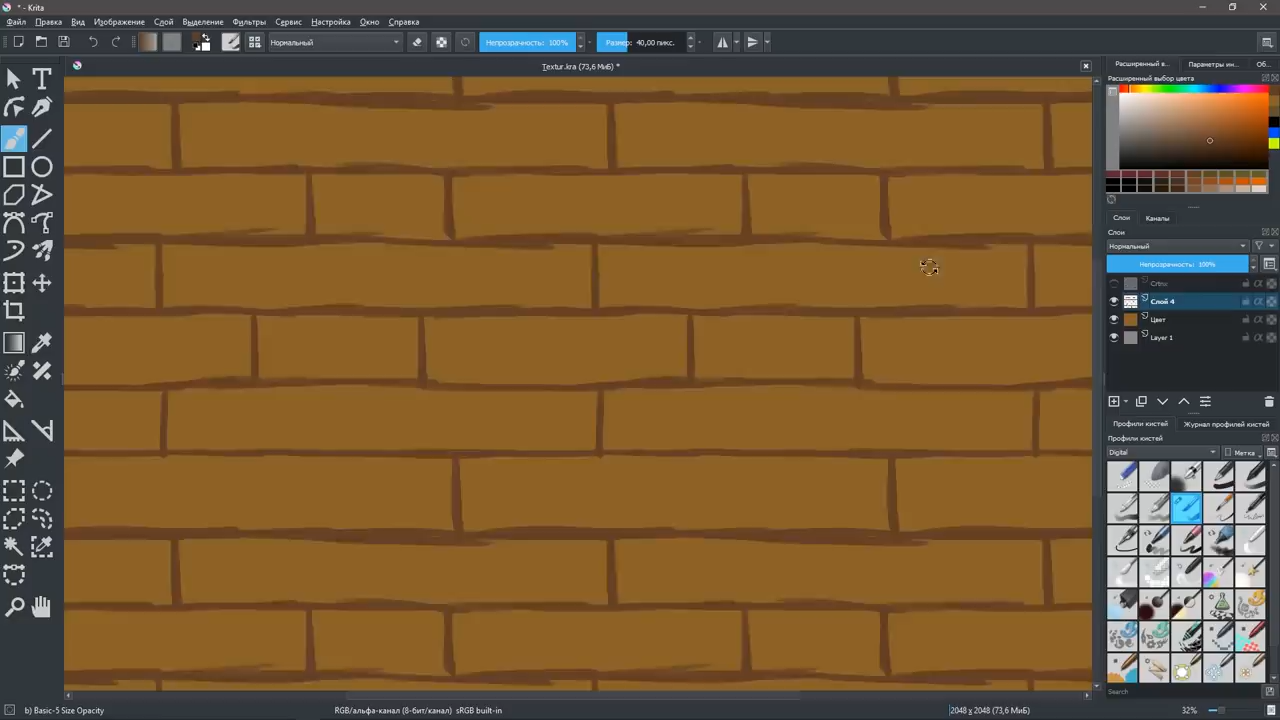 * - Krita
Файл Правка Вид Изображение Слой Выделение Фильтры Сервис Настройка Окно Справка
Нормальный
Непрозрачность: 100%
Размер: 40,00 пикс.
Textur.kra (73,6 МиБ) *
Расширенный в... Параметры ин... Об...
Расширенный выбор цвета
Слои Каналы
Слои
Нормальный
Непрозрачность: 100%
Слой 4
Цвет
Layer 1
Профили кистей Журнал профилей кистей
Профили кистей
Digital Метка
Search
b) Basic-5 Size Opacity
RGB/альфа-канал (8-бит/канал) sRGB built-in
2048 x 2048 (73,6 МиБ)
32%